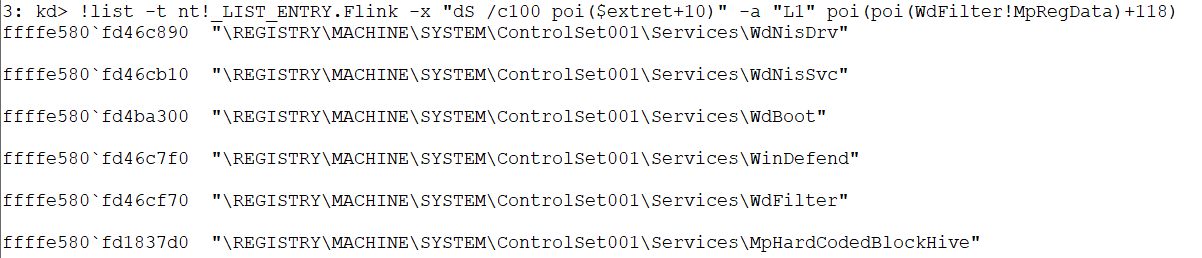 3: kd> !list -t nt!_LIST_ENTRY.Flink -x "dS /c100 poi($extret+10)" -a "L1" poi(poi(WdFilter!MpRegData)+118)
ffffe580`fd46c890  "\REGISTRY\MACHINE\SYSTEM\ControlSet001\Services\WdNisDrv"
ffffe580`fd46cb10  "\REGISTRY\MACHINE\SYSTEM\ControlSet001\Services\WdNisSvc"
ffffe580`fd4ba300  "\REGISTRY\MACHINE\SYSTEM\ControlSet001\Services\WdBoot"
ffffe580`fd46c7f0  "\REGISTRY\MACHINE\SYSTEM\ControlSet001\Services\WinDefend"
ffffe580`fd46cf70  "\REGISTRY\MACHINE\SYSTEM\ControlSet001\Services\WdFilter"
ffffe580`fd1837d0  "\REGISTRY\MACHINE\SYSTEM\ControlSet001\Services\MpHardCodedBlockHive"